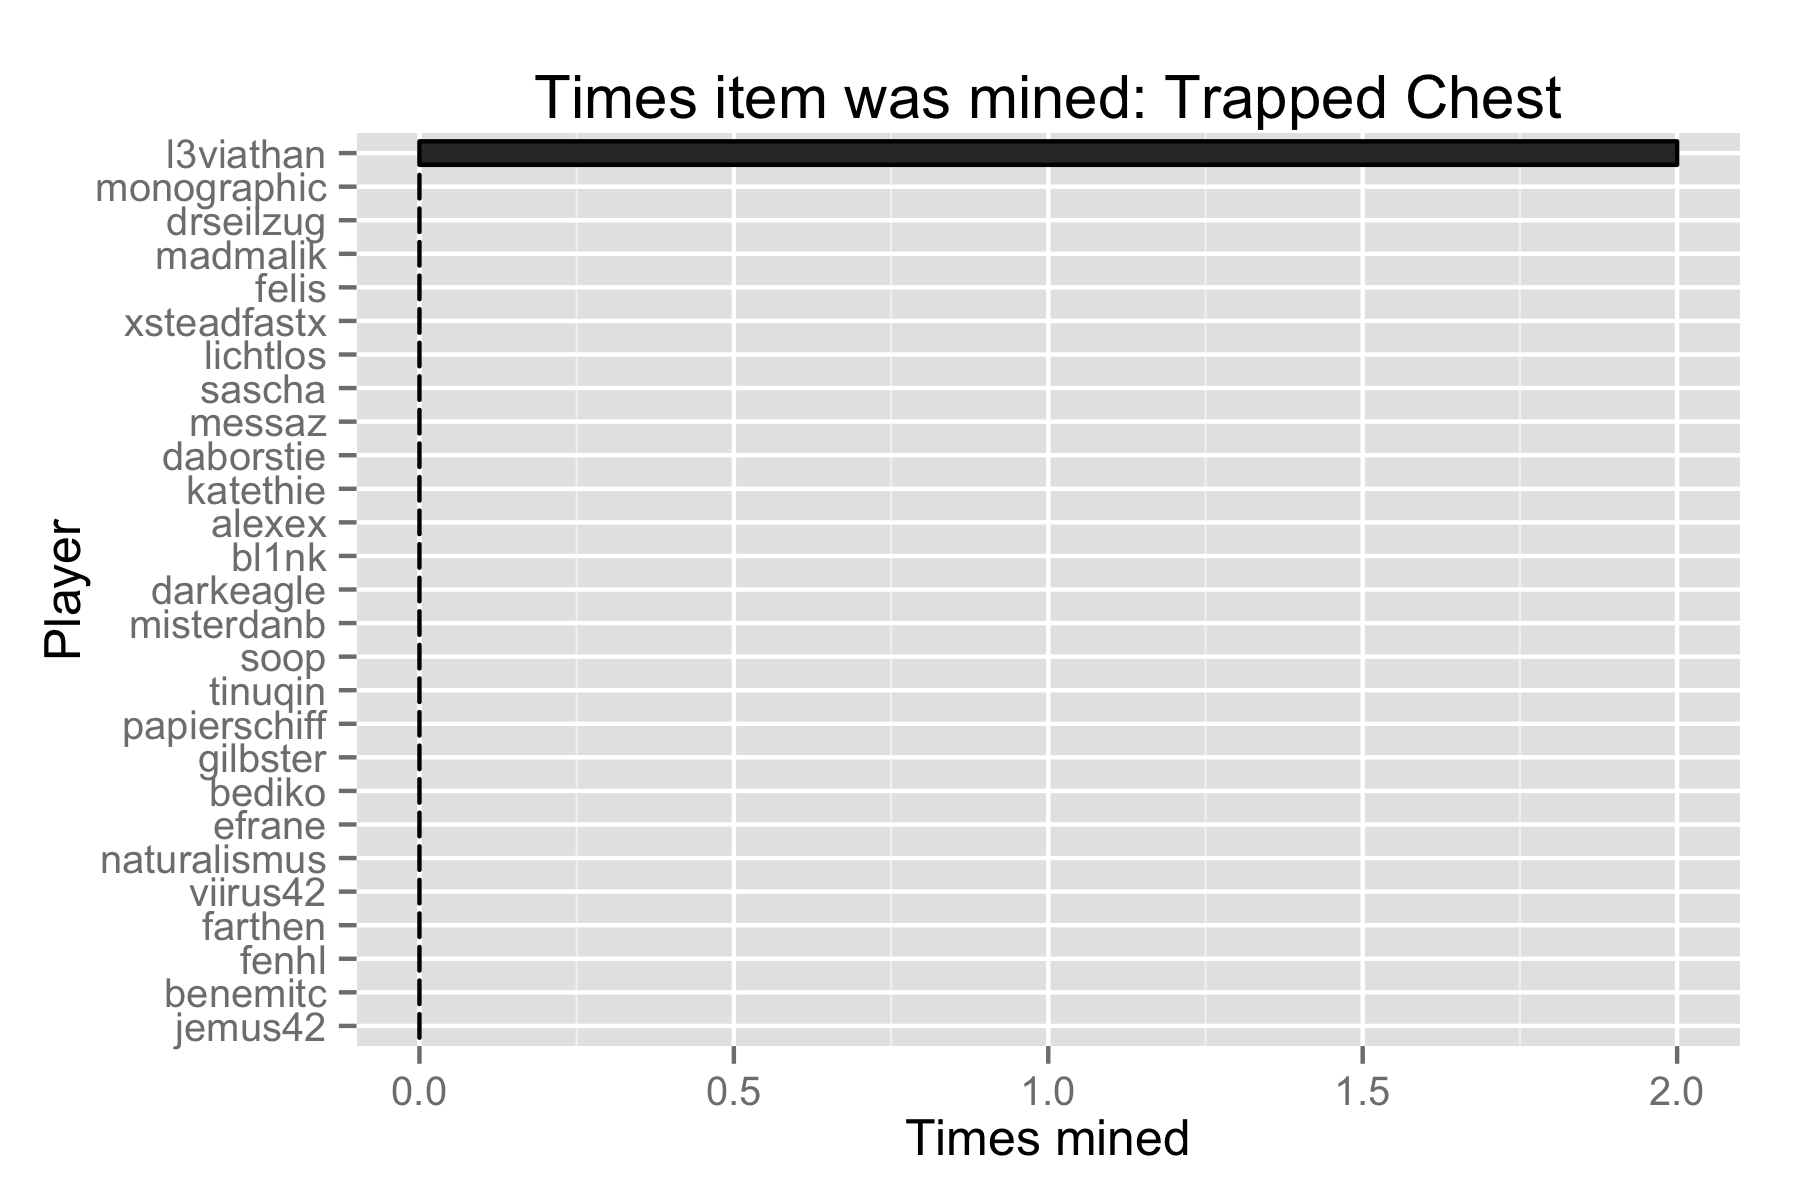 Times item was mined: Trapped Chest
l3viathan
monographic
drseilzug
madmalik
felis
xsteadfastx
lichtlos
sascha
messaz
daborstie
katethie
alexex
bl1nk
darkeagle
misterdanb
soop
tinuqin
papierschiff
gilbster
bediko
efrane
naturalismus
viirus42
farthen
fenhl
benemitc
jemus42
Player
0.0 0.5 1.0 1.5 2.0
Times mined